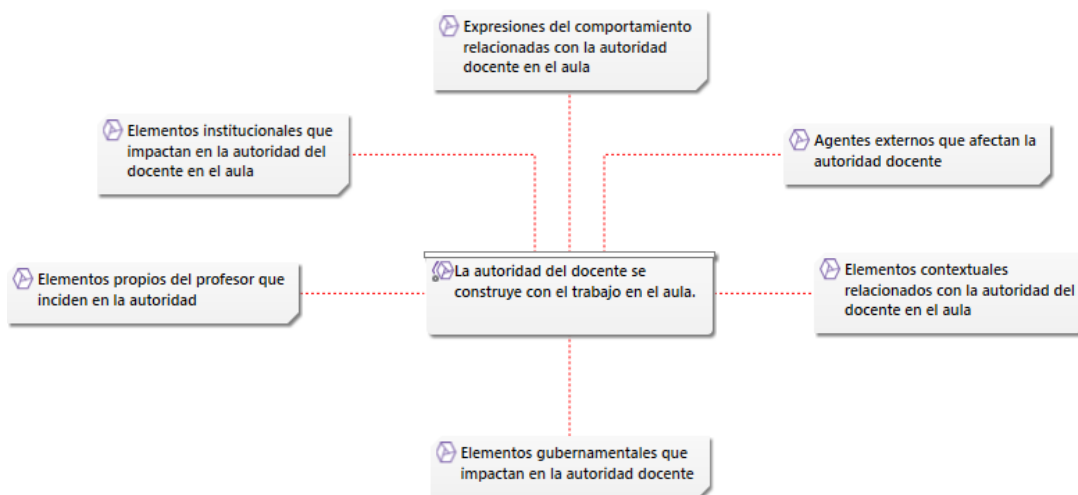 Expresiones del comportamiento
relacionadas con la autoridad
docente en el aula
Elementos institucionales que
impactan en la autoridad del
docente en el aula
Agentes externos que afectan la
autoridad docente
Elementos propios del profesor que
inciden en la autoridad
La autoridad del docente se
construye con el trabajo en el aula.
Elementos contextuales
relacionados con la autoridad del
docente en el aula
Elementos gubernamentales que
impactan en la autoridad docente